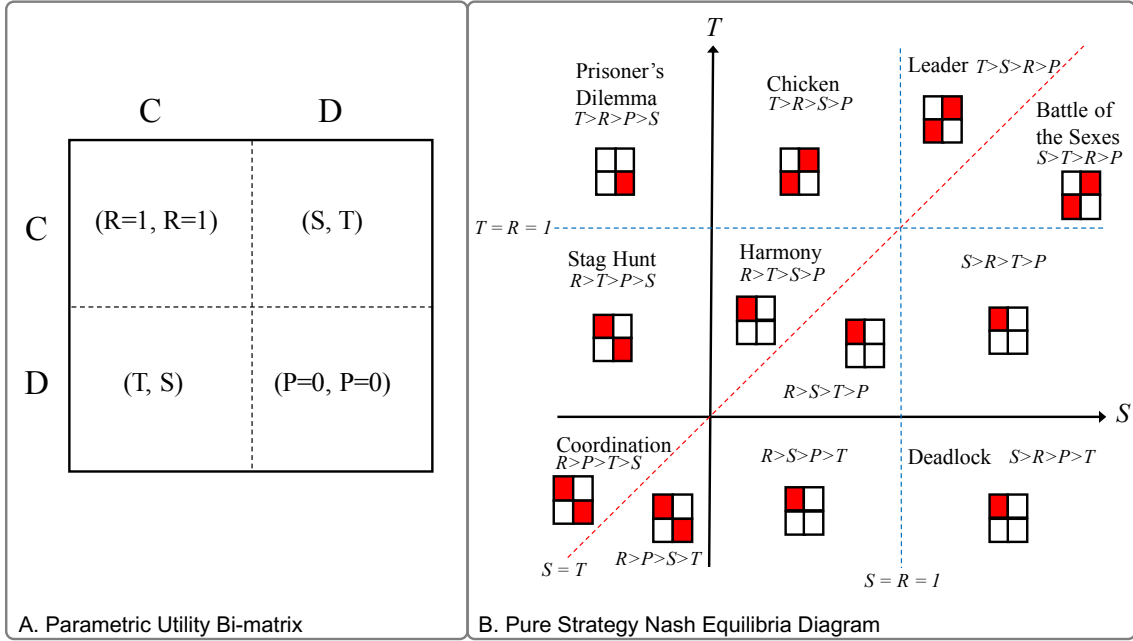 C D
C (R=1, R=1) (S, T)
D (T, S) (P=0, P=0)
A. Parametric Utility Bi-matrix
T
Prisoner's
Dilemma
T>R>P>S
Chicken
T>R>S>P
Leader T>S>R>P
Battle of
the Sexes
S>T>R>P
T = R = 1
Stag Hunt
R>T>P>S
Harmony
R>T>S>P
S>R>T>P
R>S>T>P
S
Coordination
R>P>T>S
R>S>P>T
Deadlock S>R>P>T
R>P>S>T
S = T
S = R = 1
B. Pure Strategy Nash Equilibria Diagram